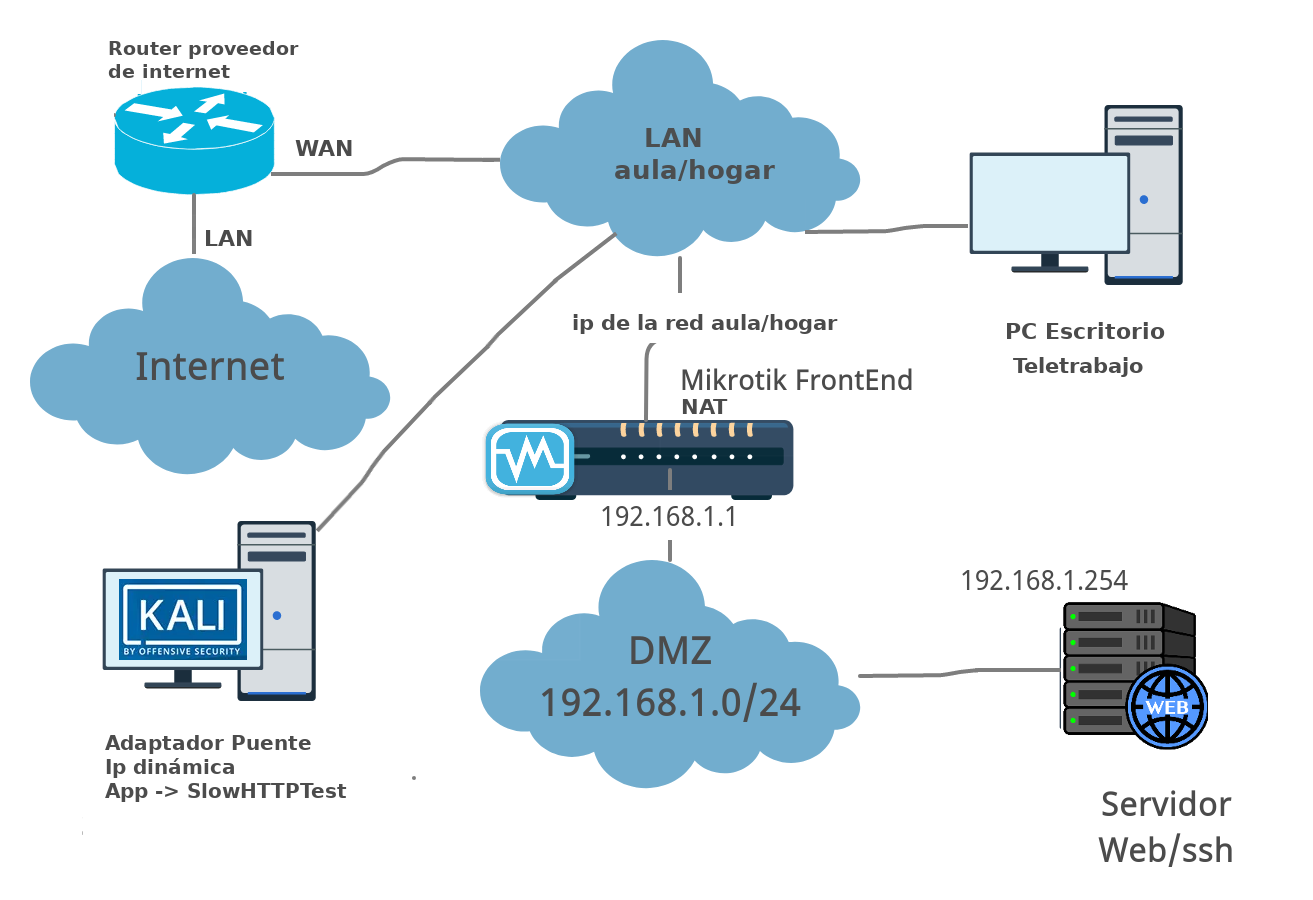 Router proveedor
de internet
WAN
LAN
aula/hogar
LAN
Internet
ip de la red aula/hogar
PC Escritorio
Teletrabajo
Mikrotik FrontEnd
NAT
192.168.1.1
KALI
BY OFFENSIVE SECURITY
DMZ
192.168.1.0/24
192.168.1.254
WEB
Adaptador Puente
Ip dinámica
App -> SlowHTTPTest
Servidor
Web/ssh